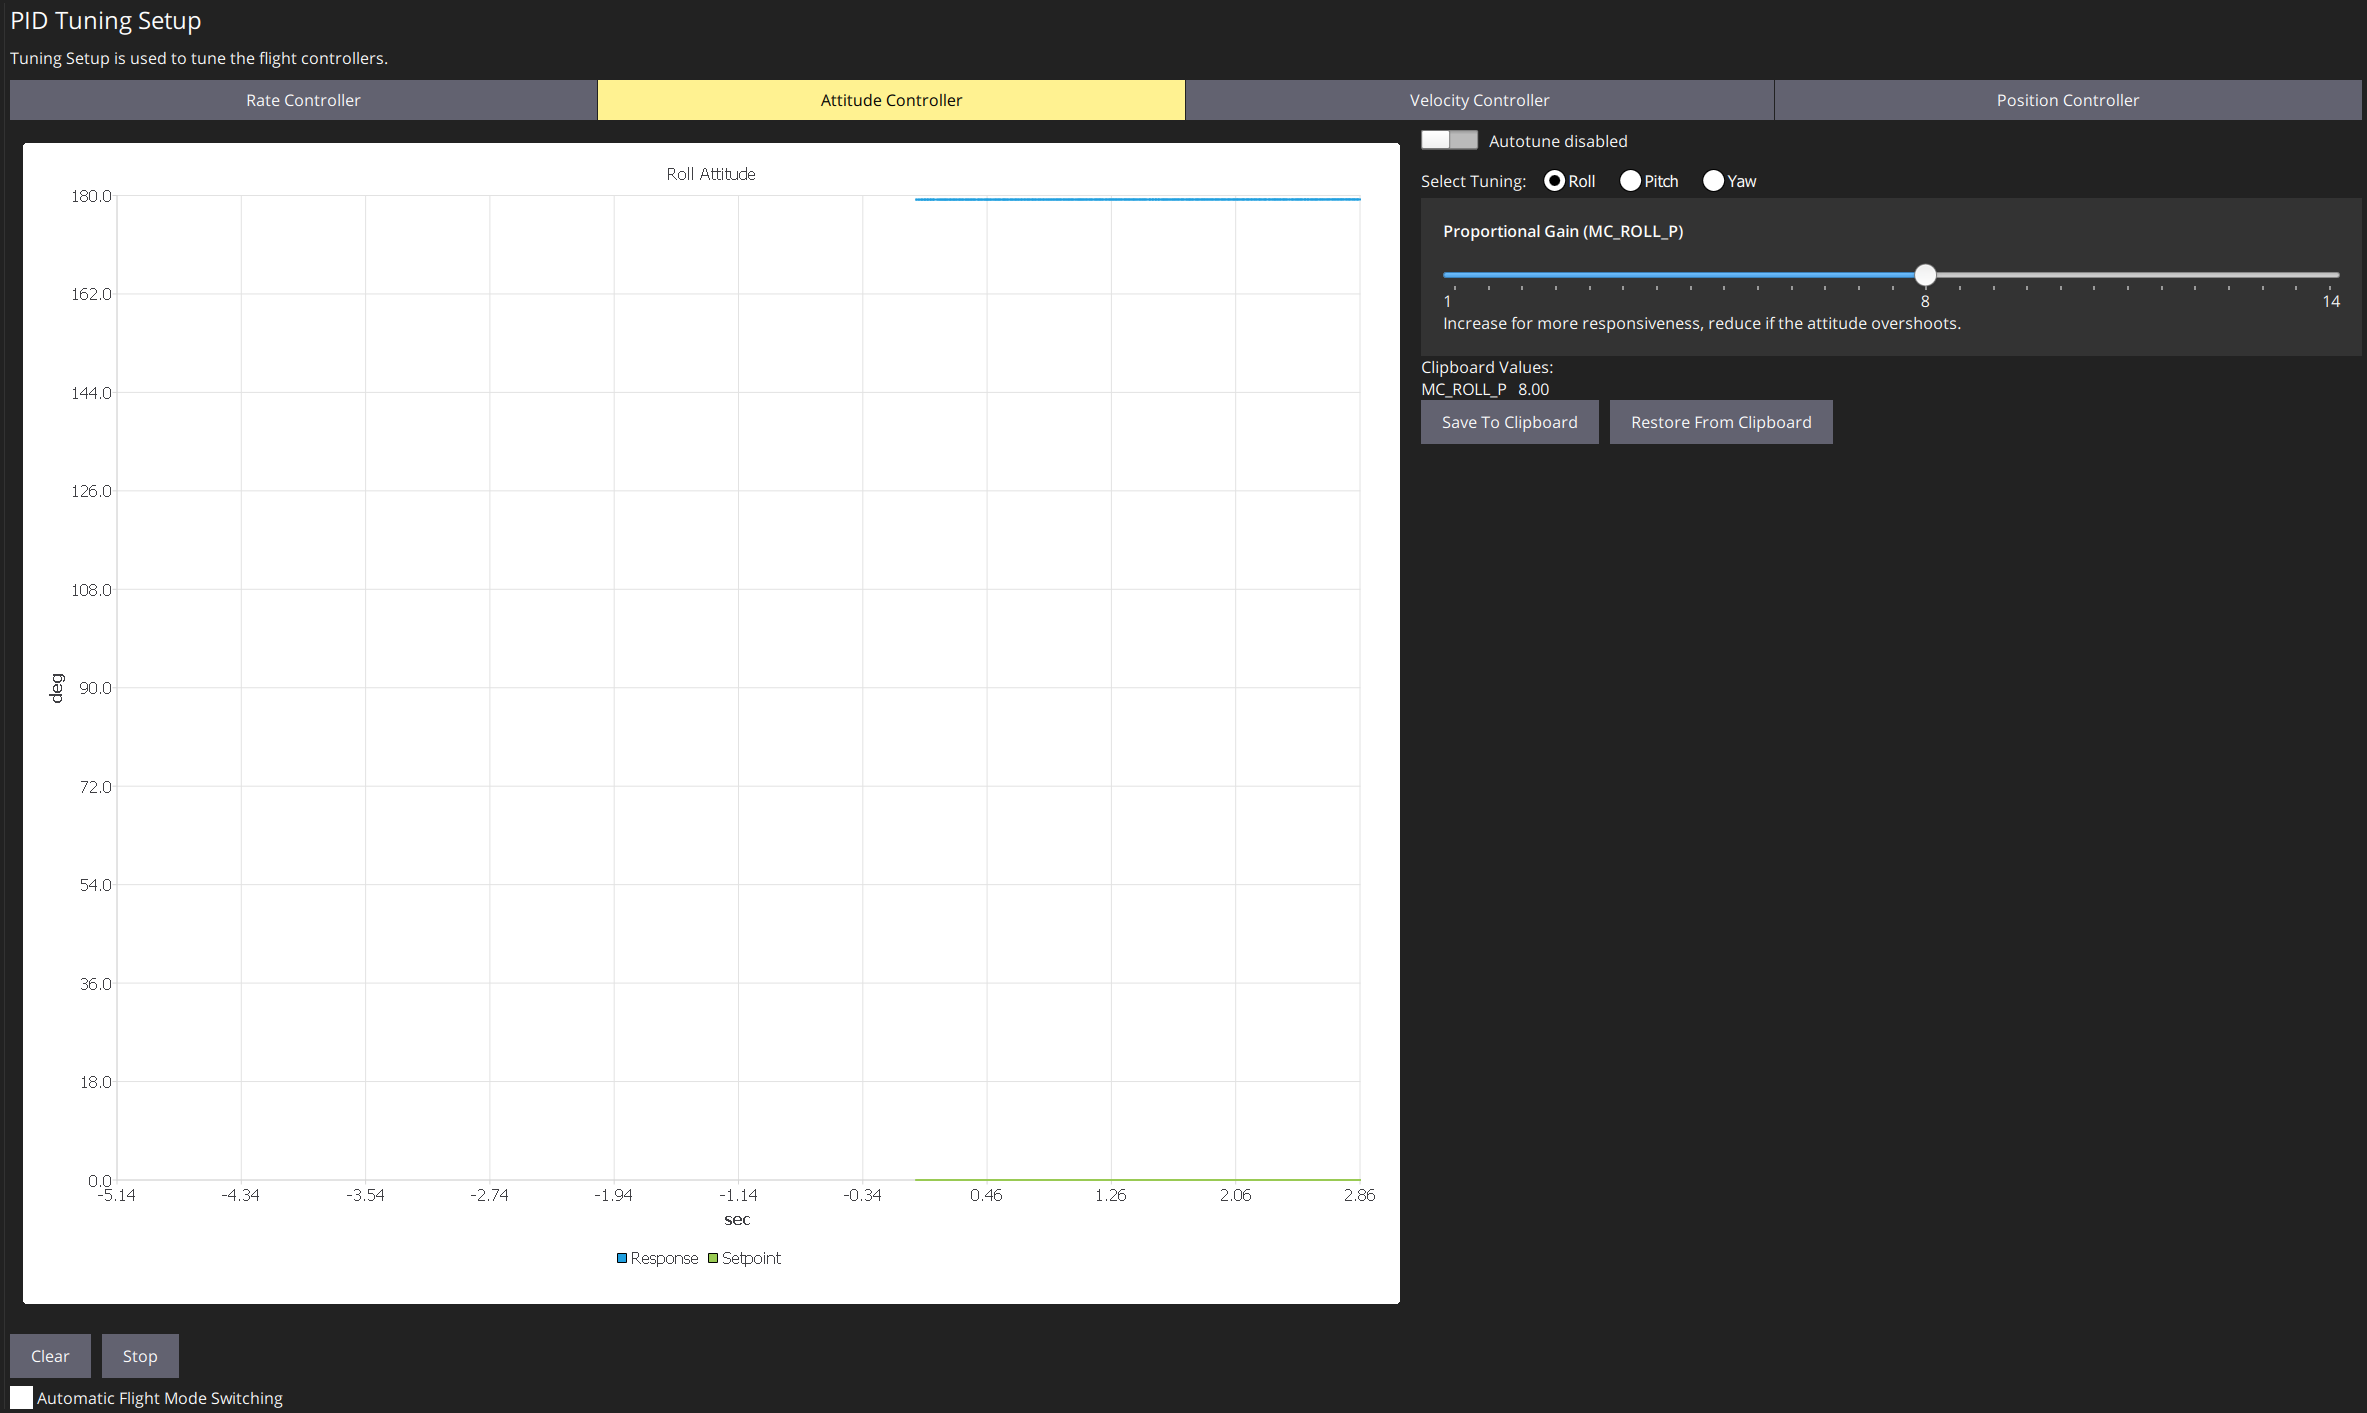 PID Tuning Setup
Tuning Setup is used to tune the flight controllers.
Rate Controller
Attitude Controller
Velocity Controller
Position Controller
Roll Attitude
180.0
162.0
144.0
126.0
108.0
90.0
72.0
54.0
36.0
18.0
0.0
deg
-5.14
-4.34
-3.54
-2.74
-1.94
-1.14
-0.34
0.46
1.26
2.06
2.86
sec
Response
Setpoint
Autotune disabled
Select Tuning:
Roll
Pitch
Yaw
Proportional Gain (MC_ROLL_P)
1
8
14
Increase for more responsiveness, reduce if the attitude overshoots.
Clipboard Values:
MC_ROLL_P 8.00
Save To Clipboard
Restore From Clipboard
Clear
Stop
Automatic Flight Mode Switching